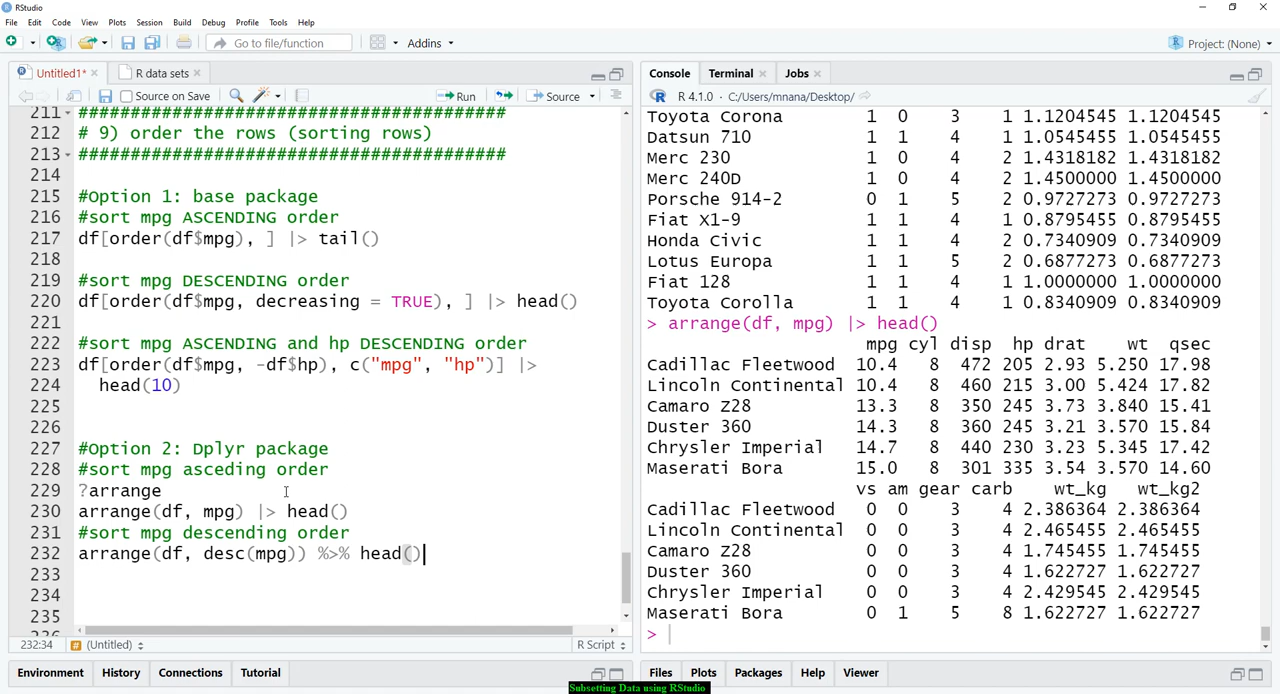 RStudio
File Edit Code View Plots Session Build Debug Profile Tools Help
Go to file/function Addins Project: (None)
Untitled1* R data sets
Source on Save Run Source
211 #########################################
212 # 9) order the rows (sorting rows)
213 #########################################
214
215 #Option 1: base package
216 #sort mpg ASCENDING order
217 df[order(df$mpg), ] |> tail()
218
219 #sort mpg DESCENDING order
220 df[order(df$mpg, decreasing = TRUE), ] |> head()
221
222 #sort mpg ASCENDING and hp DESCENDING order
223 df[order(df$mpg, -df$hp), c("mpg", "hp")] |>
224 head(10)
225
226
227 #Option 2: Dplyr package
228 #sort mpg asceding order
229 ?arrange
230 arrange(df, mpg) |> head()
231 #sort mpg descending order
232 arrange(df, desc(mpg)) %>% head()
233
234
235
232:34 (Untitled) R Script
Environment History Connections Tutorial
Console Terminal Jobs
R 4.1.0 · C:/Users/mnana/Desktop/
Toyota Corona 1 0 3 1 1.1204545 1.1204545
Datsun 710 1 1 4 1 1.0545455 1.0545455
Merc 230 1 0 4 2 1.4318182 1.4318182
Merc 240D 1 0 4 2 1.4500000 1.4500000
Porsche 914-2 0 1 5 2 0.9727273 0.9727273
Fiat X1-9 1 1 4 1 0.8795455 0.8795455
Honda Civic 1 1 4 2 0.7340909 0.7340909
Lotus Europa 1 1 5 2 0.6877273 0.6877273
Fiat 128 1 1 4 1 1.0000000 1.0000000
Toyota Corolla 1 1 4 1 0.8340909 0.8340909
> arrange(df, mpg) |> head()
mpg cyl disp hp drat wt qsec
Cadillac Fleetwood 10.4 8 472 205 2.93 5.250 17.98
Lincoln Continental 10.4 8 460 215 3.00 5.424 17.82
Camaro Z28 13.3 8 350 245 3.73 3.840 15.41
Duster 360 14.3 8 360 245 3.21 3.570 15.84
Chrysler Imperial 14.7 8 440 230 3.23 5.345 17.42
Maserati Bora 15.0 8 301 335 3.54 3.570 14.60
vs am gear carb wt_kg wt_kg2
Cadillac Fleetwood 0 0 3 4 2.386364 2.386364
Lincoln Continental 0 0 3 4 2.465455 2.465455
Camaro Z28 0 0 3 4 1.745455 1.745455
Duster 360 0 0 3 4 1.622727 1.622727
Chrysler Imperial 0 0 3 4 2.429545 2.429545
Maserati Bora 0 1 5 8 1.622727 1.622727
>
Files Plots Packages Help Viewer
Subsetting Data using RStudio